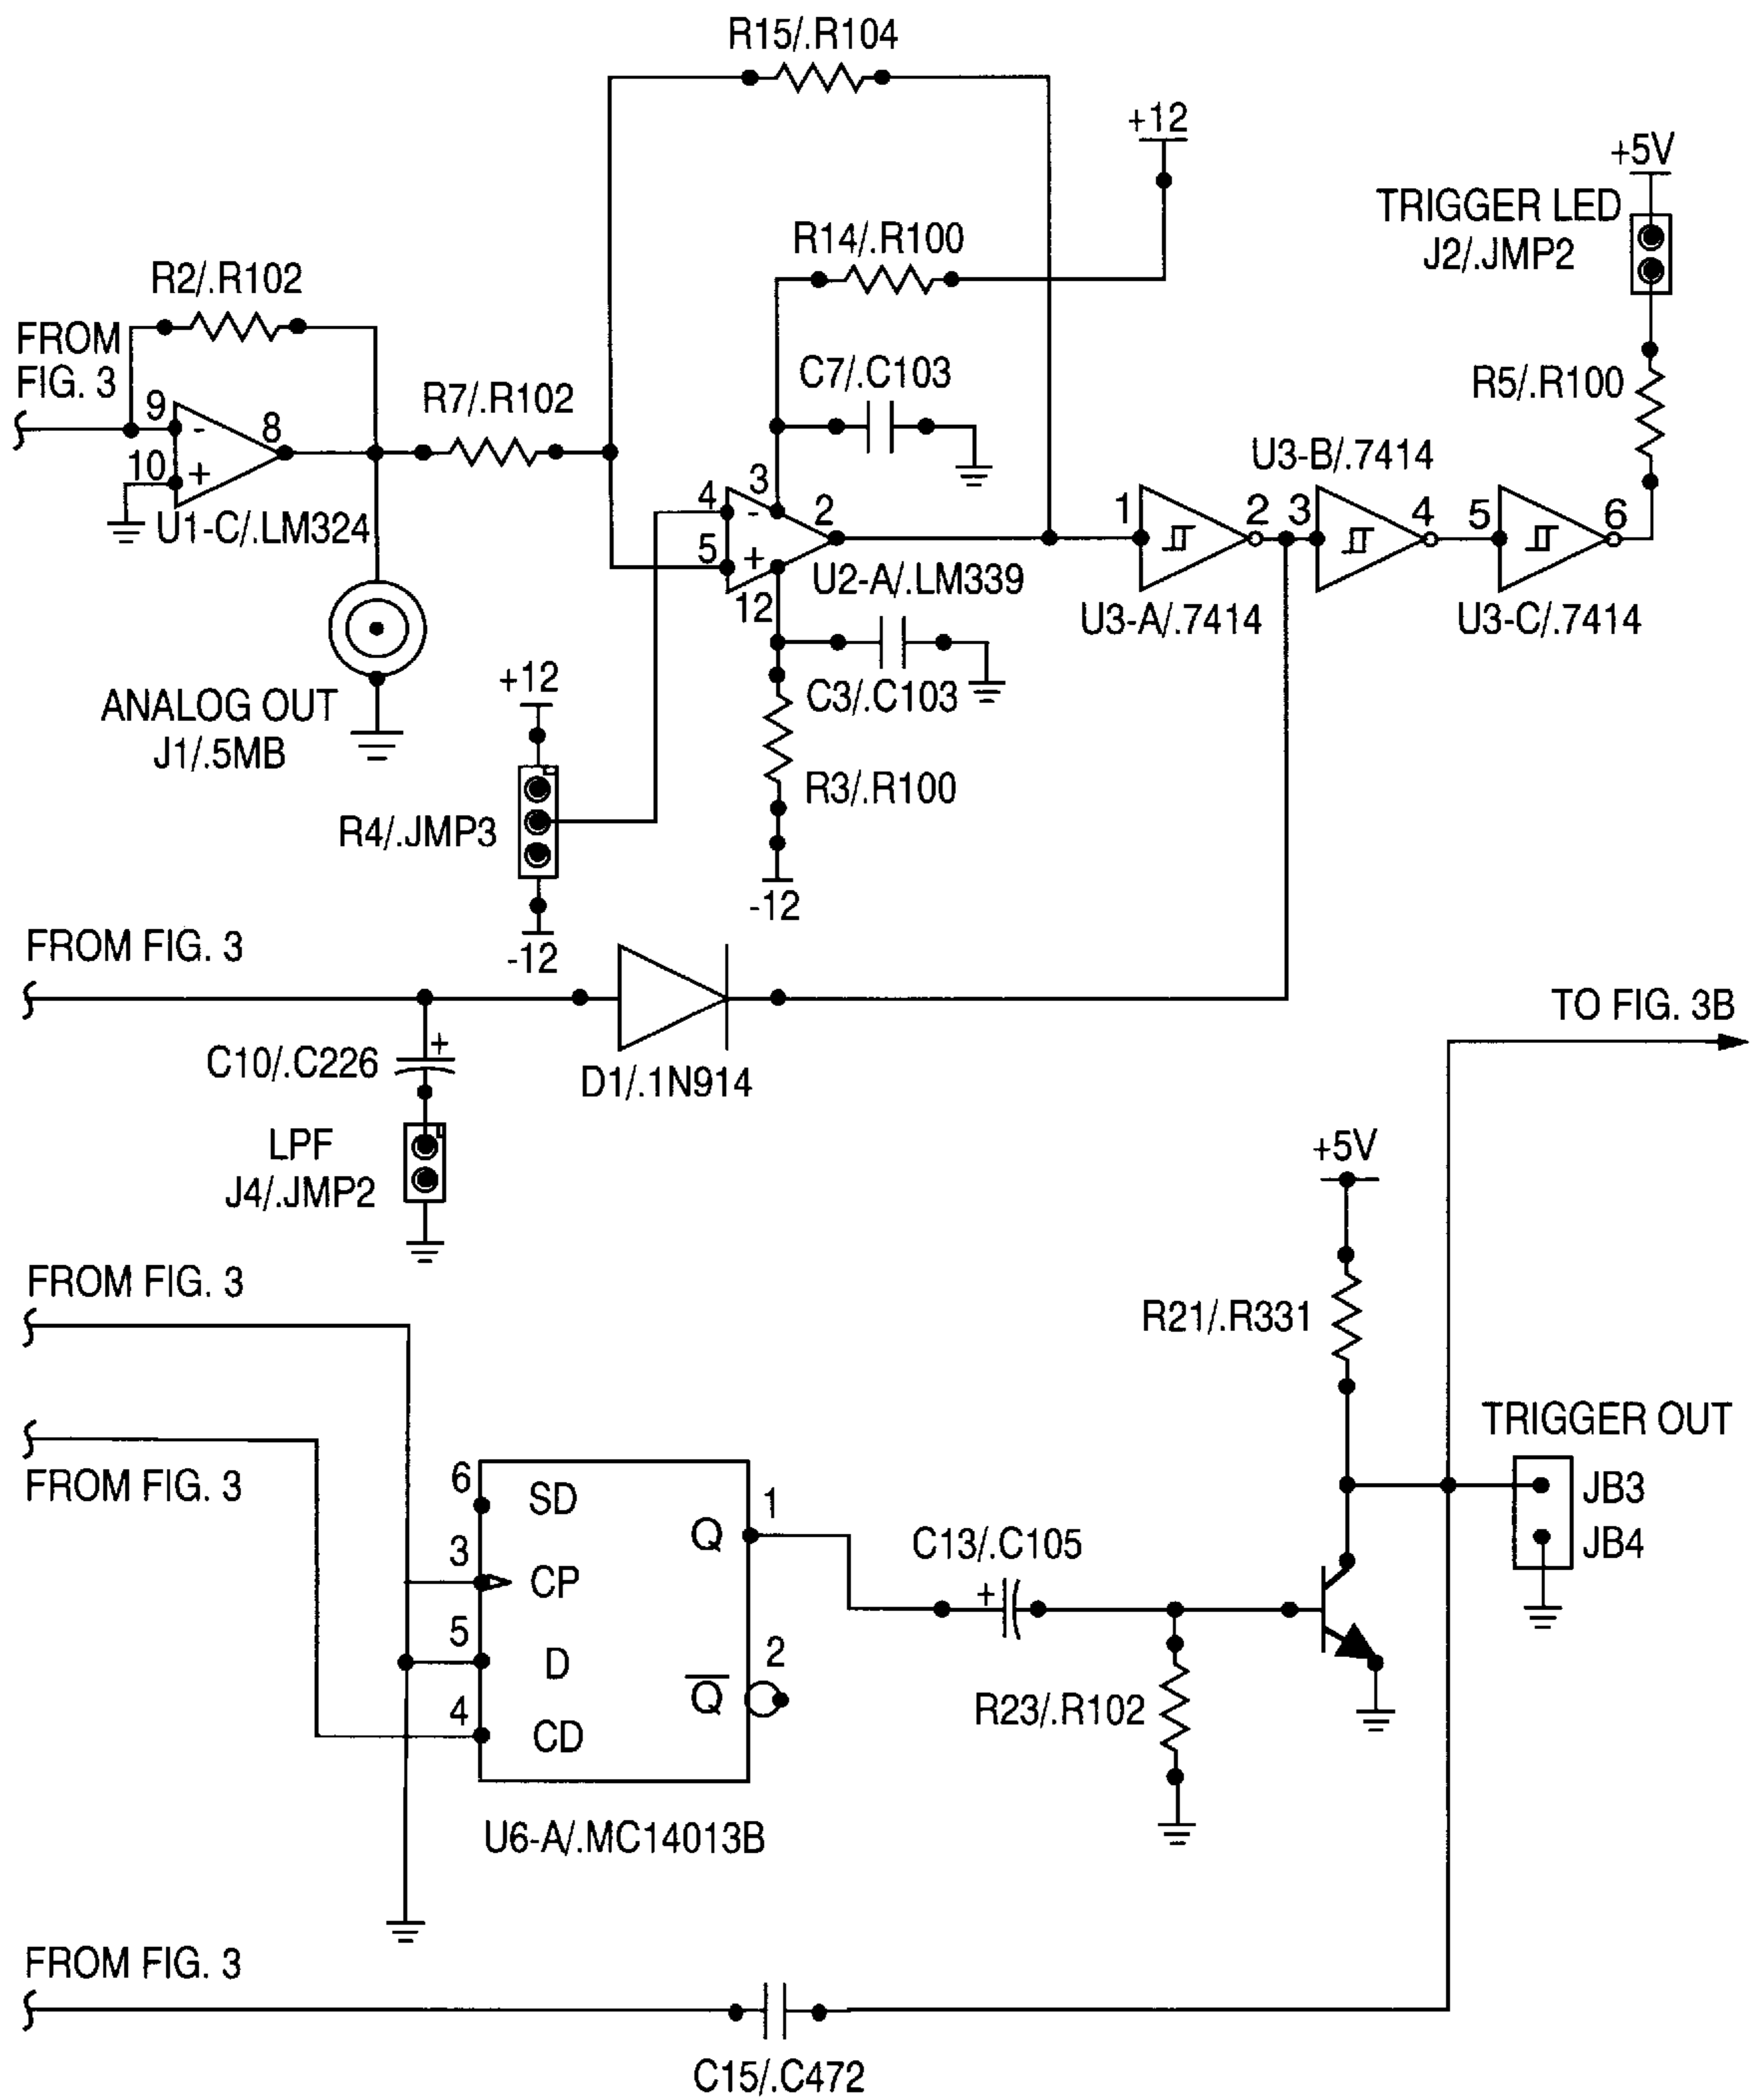 R15/.R104
+12
+5V
TRIGGER LED
J2/.JMP2
R14/.R100
R2/.R102
FROM
FIG. 3
C7/.C103
R5/.R100
R7/.R102
9
-
8
10
+
U1-C/.LM324
U3-B/.7414
4
3
-
2
5
+
12
U2-A/.LM339
1
2
3
4
5
6
U3-A/.7414
U3-C/.7414
+12
C3/.C103
ANALOG OUT
J1/.5MB
R3/.R100
R4/.JMP3
-12
-12
FROM FIG. 3
TO FIG. 3B
+
C10/.C226
D1/.1N914
LPF
J4/.JMP2
+5V
FROM FIG. 3
R21/.R331
TRIGGER OUT
FROM FIG. 3
JB3
JB4
6
SD
1
Q
3
CP
C13/.C105
+
5
D
2
Q
4
CD
R23/.R102
U6-A/.MC14013B
FROM FIG. 3
C15/.C472